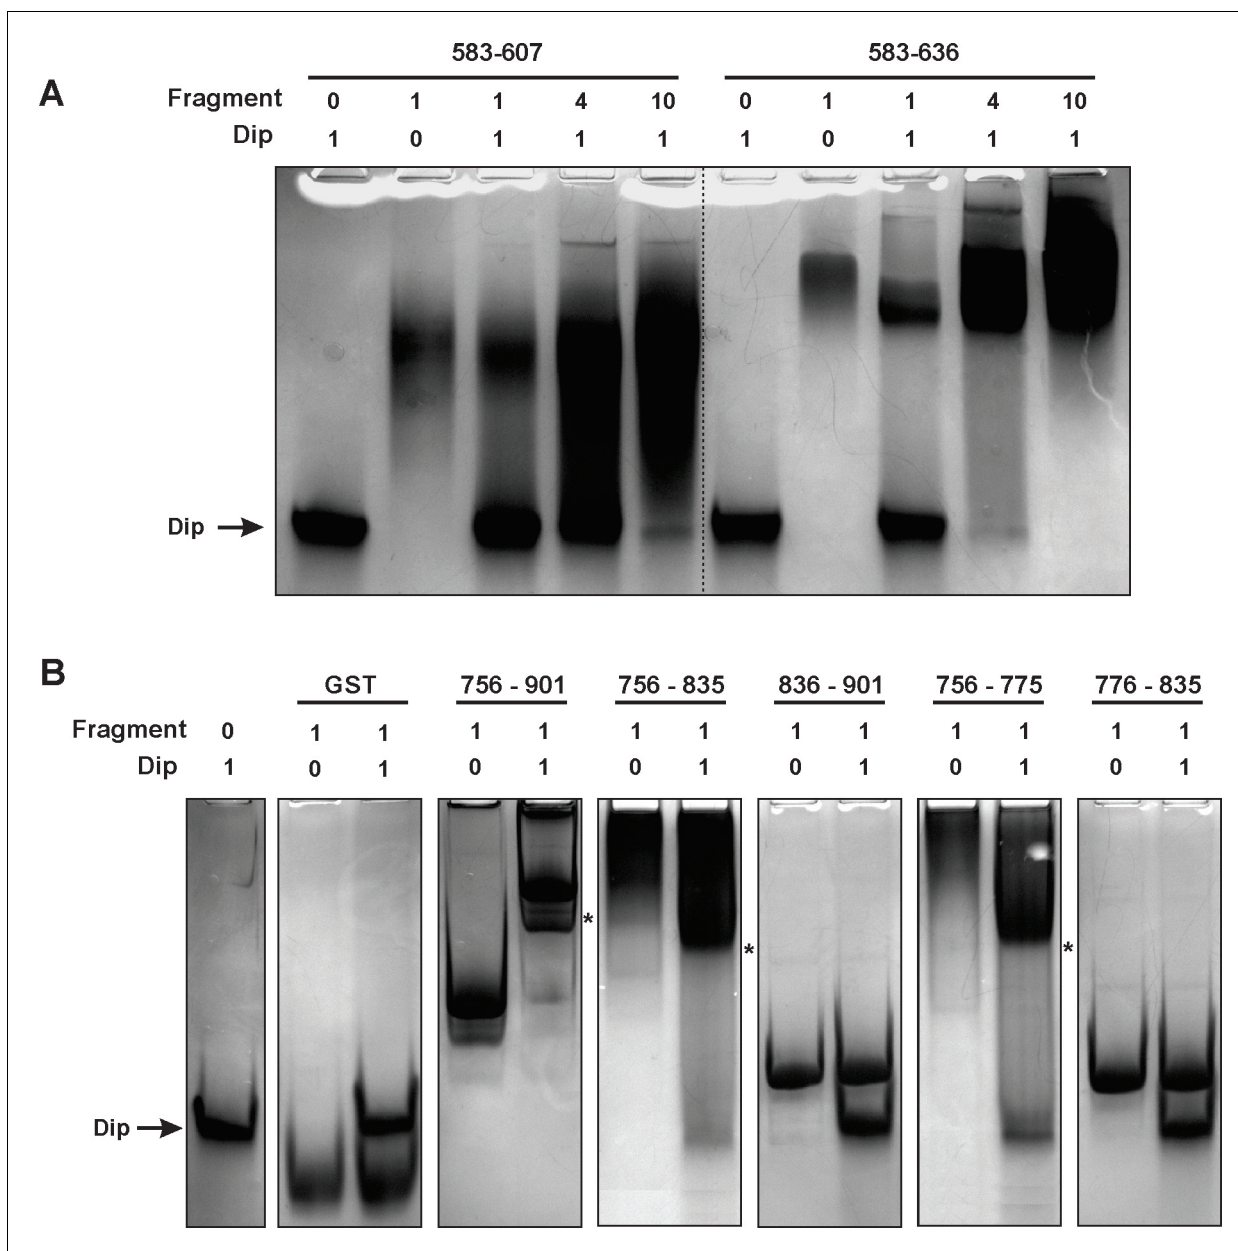 583-607 583-636
A
Fragment 0 1 1 4 10 0 1 1 4 10
Dip 1 0 1 1 1 1 0 1 1 1
Dip
B
GST 756 - 901 756 - 835 836 - 901 756 - 775 776 - 835
Fragment 0 1 1 1 1 1 1 1 1 1 1 1 1
Dip 1 0 1 0 1 0 1 0 1 0 1 0 1
* * *
Dip